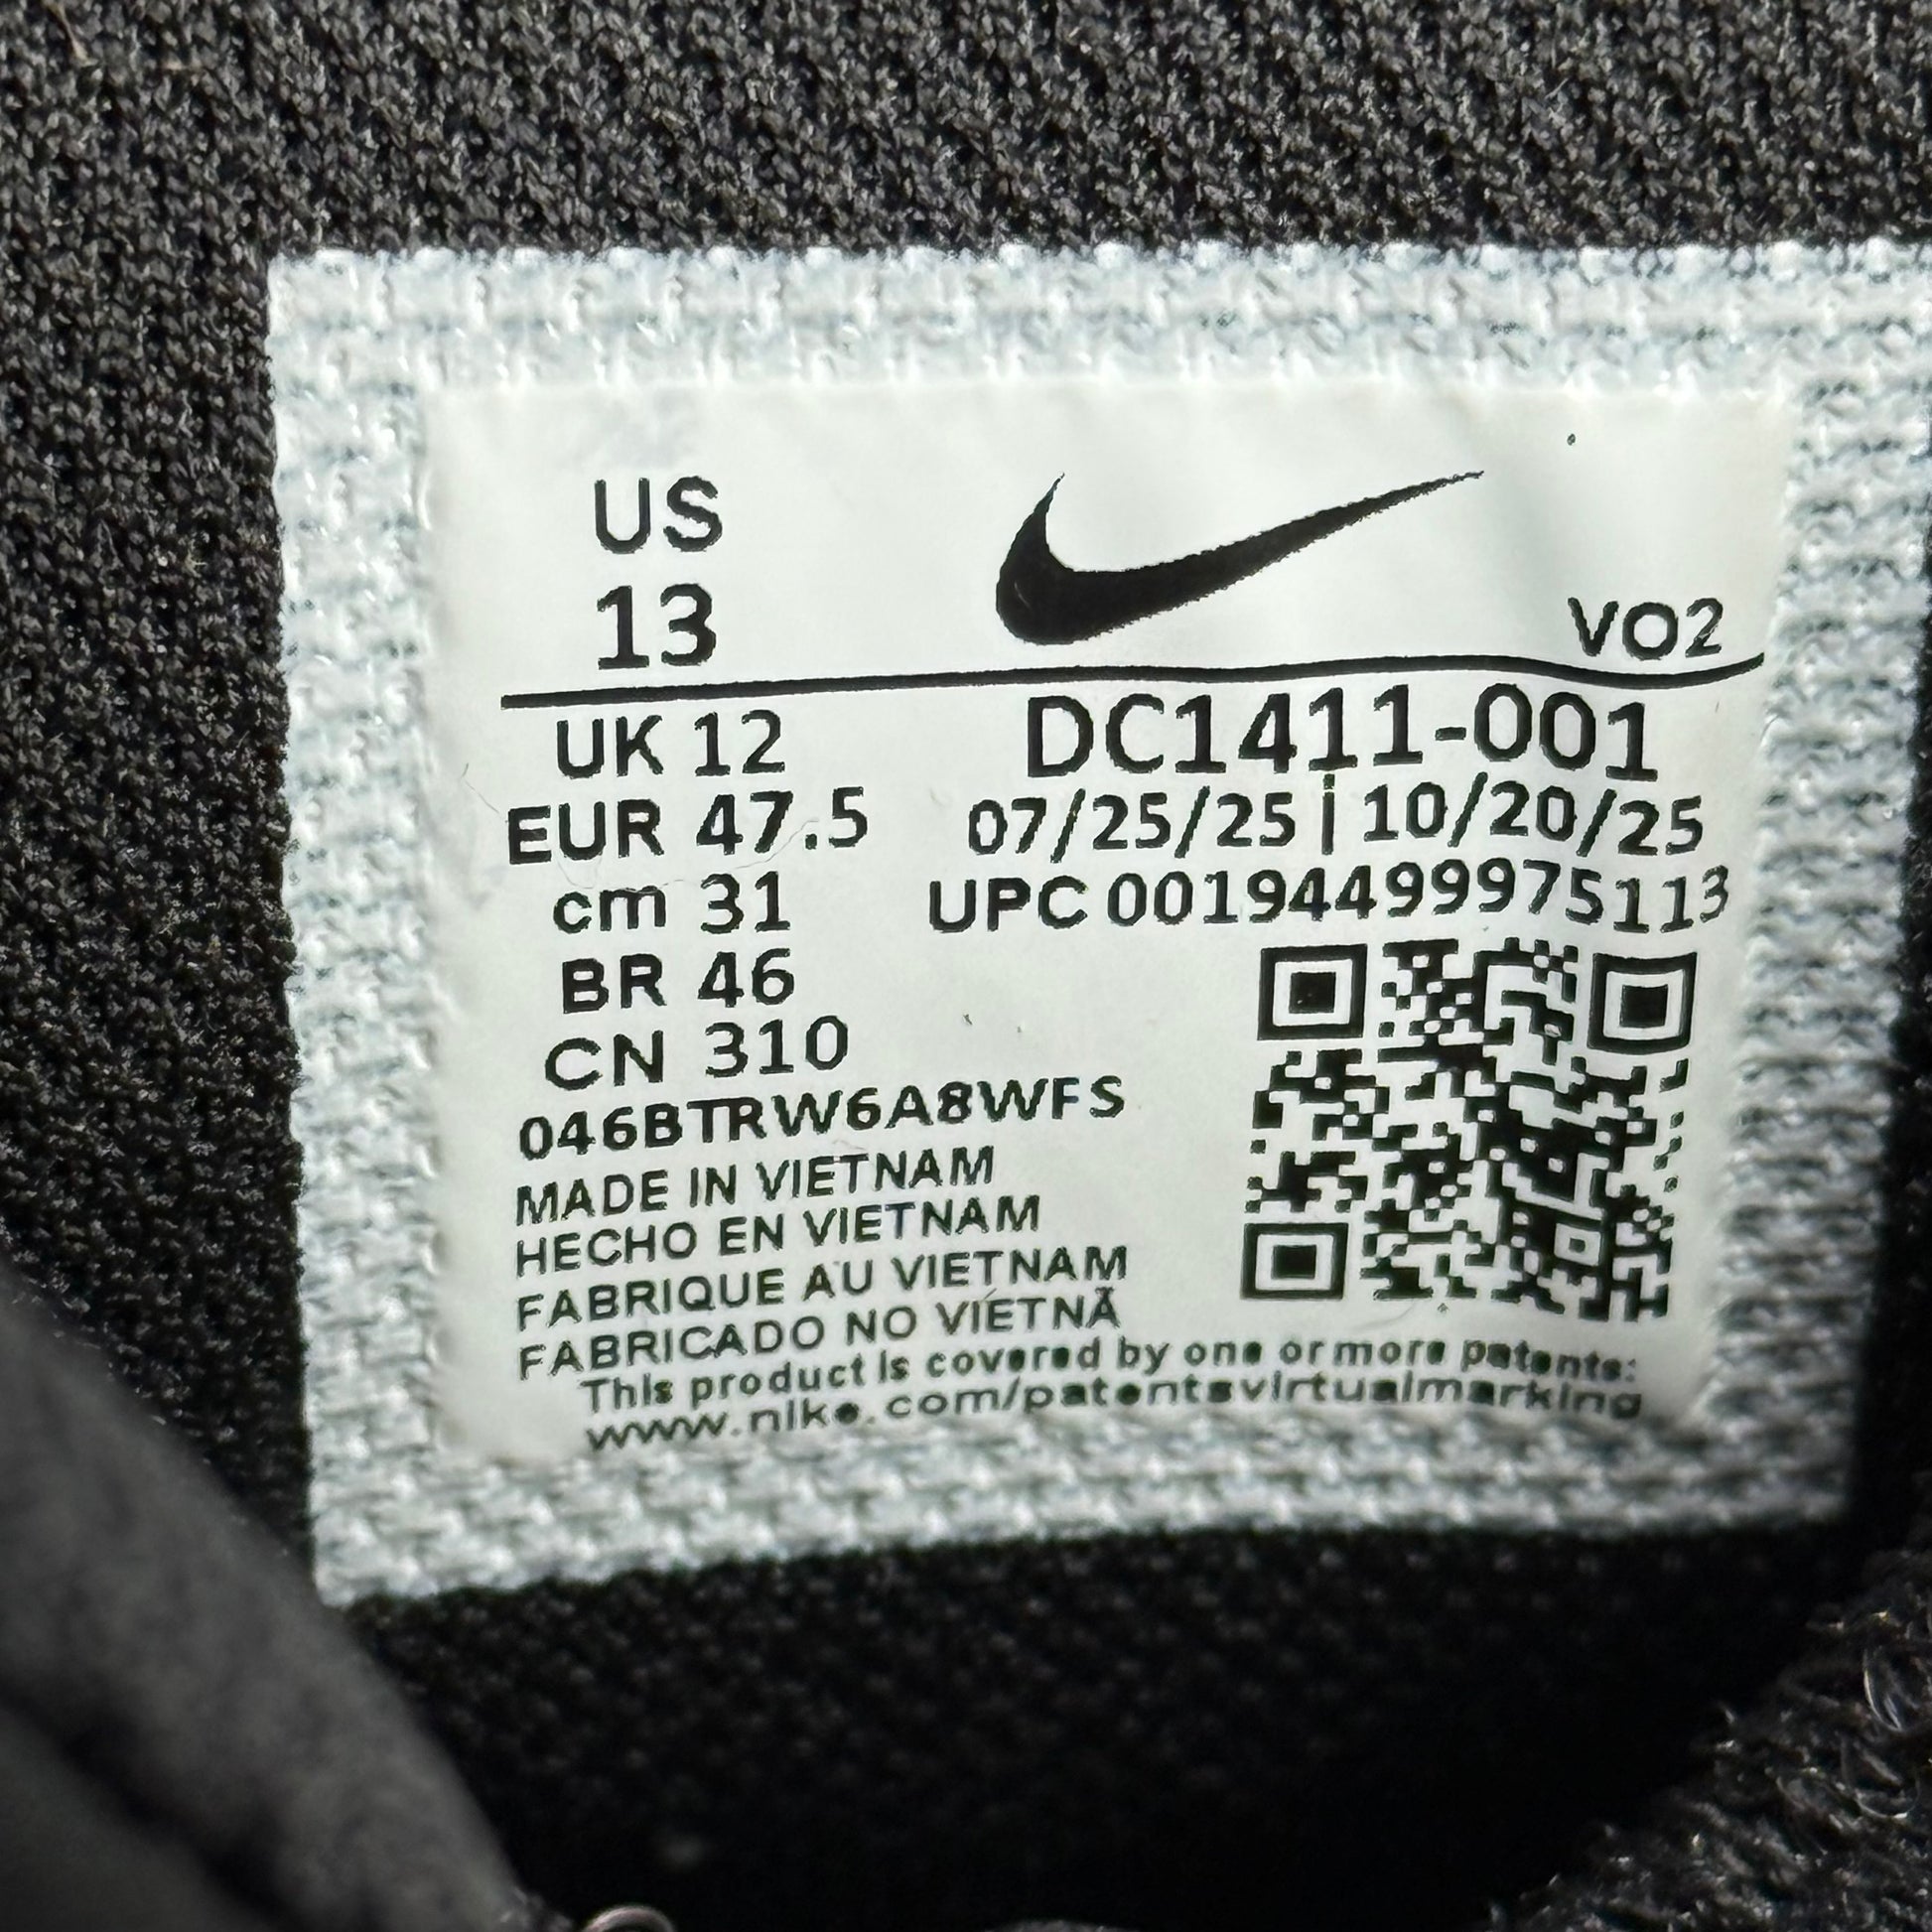 US
13
VO2
UK 12
DC1411-001
EUR 47.5
07/25/25 | 10/20/25
cm 31
UPC 00194499975113
BR 46
CN 310
046BTRW6A8WFS
MADE IN VIETNAM
HECHO EN VIETNAM
FABRIQUE AU VIETNAM
FABRICADO NO VIETNÃ
This product is covered by one or more patents:
www.nike.com/patentsvirtualmarking